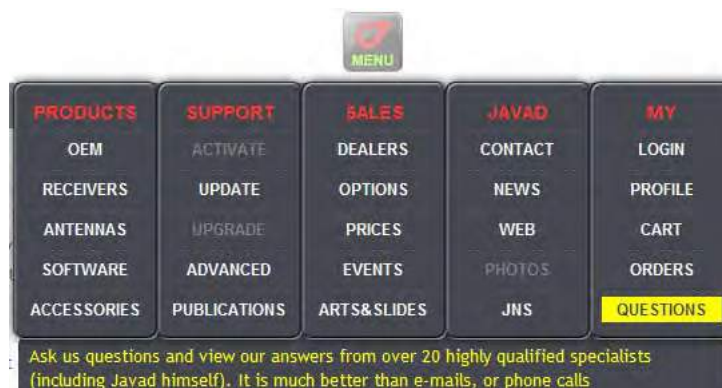 MENU
PRODUCTS SUPPORT SALES JAVAD MY
OEM ACTIVATE DEALERS CONTACT LOGIN
RECEIVERS UPDATE OPTIONS NEWS PROFILE
ANTENNAS UPGRADE PRICES WEB CART
SOFTWARE ADVANCED EVENTS PHOTOS ORDERS
ACCESSORIES PUBLICATIONS ARTS&SLIDES JNS QUESTIONS
Ask us questions and view our answers from over 20 highly qualified specialists
(including Javad himself). It is much better than e-mails, or phone calls